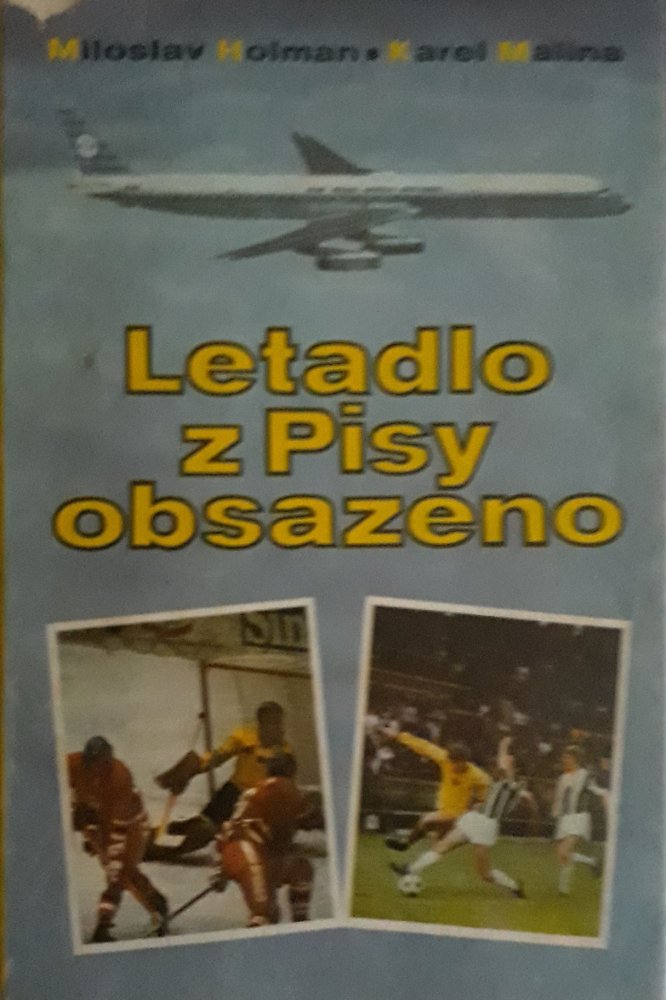 Miloslav Holman • Karel Malina
Letadlo
z Pisy
obsazeno